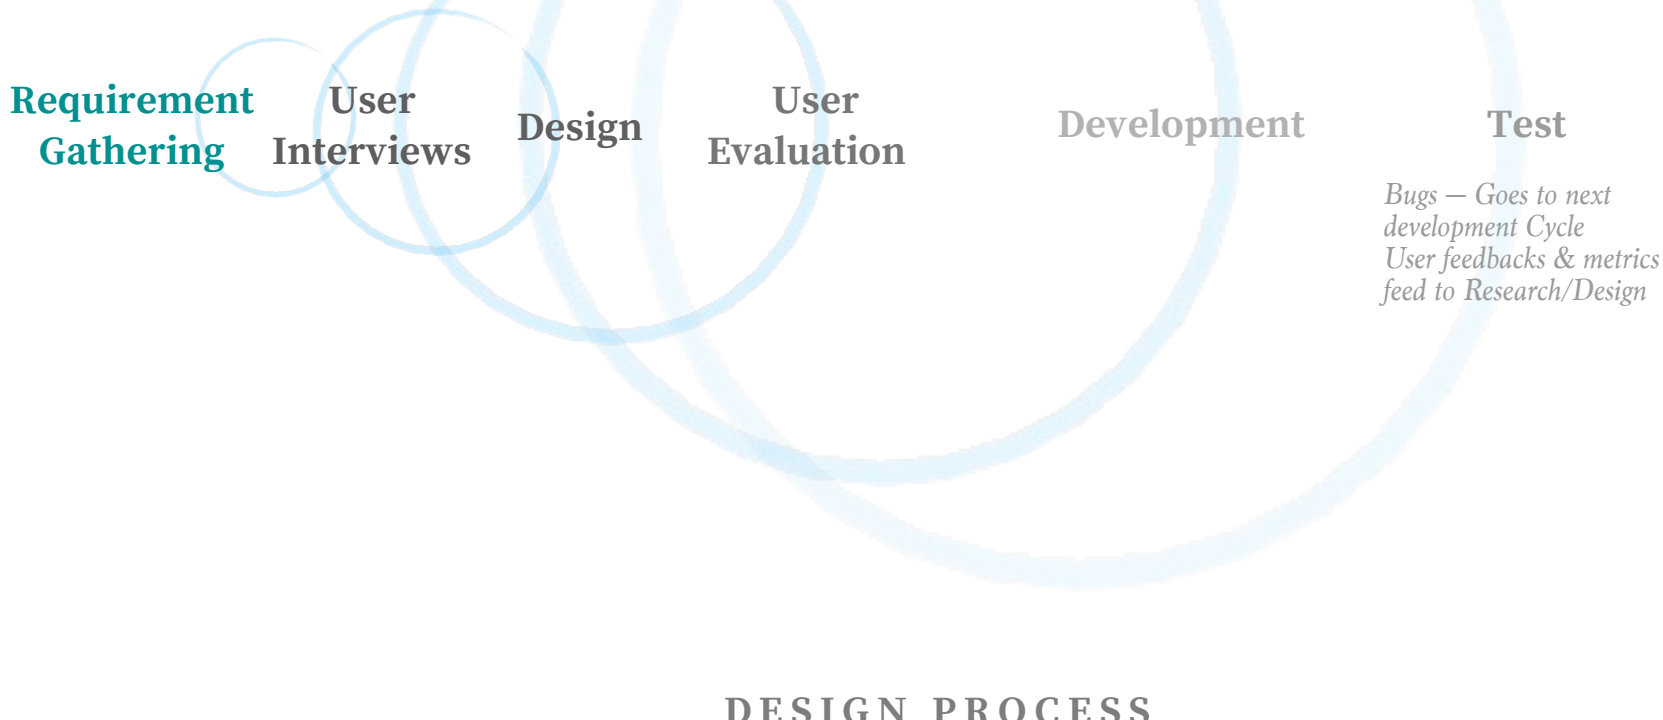 Requirement
Gathering
User
Interviews
Design
User
Evaluation
Development
Test
Bugs — Goes to next
development Cycle
User feedbacks & metrics
feed to Research/Design
DESIGN PROCESS